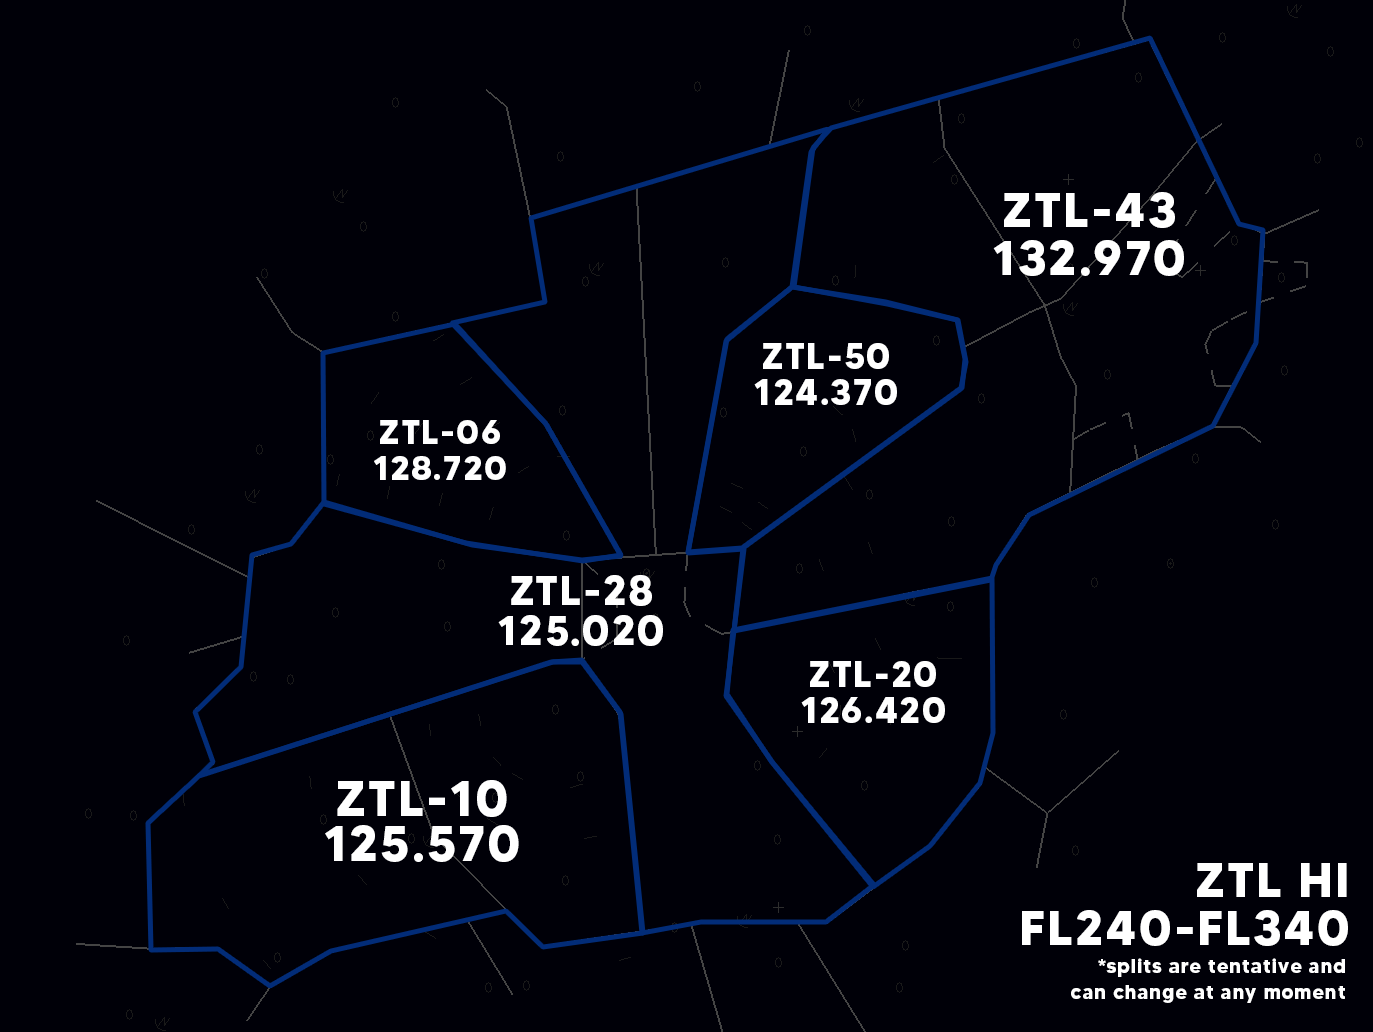 ZTL-43
132.970
ZTL-50
124.370
ZTL-06
128.720
ZTL-28
125.020
ZTL-20
126.420
ZTL-10
125.570
ZTL HI
FL240-FL340
*splits are tentative and
can change at any moment